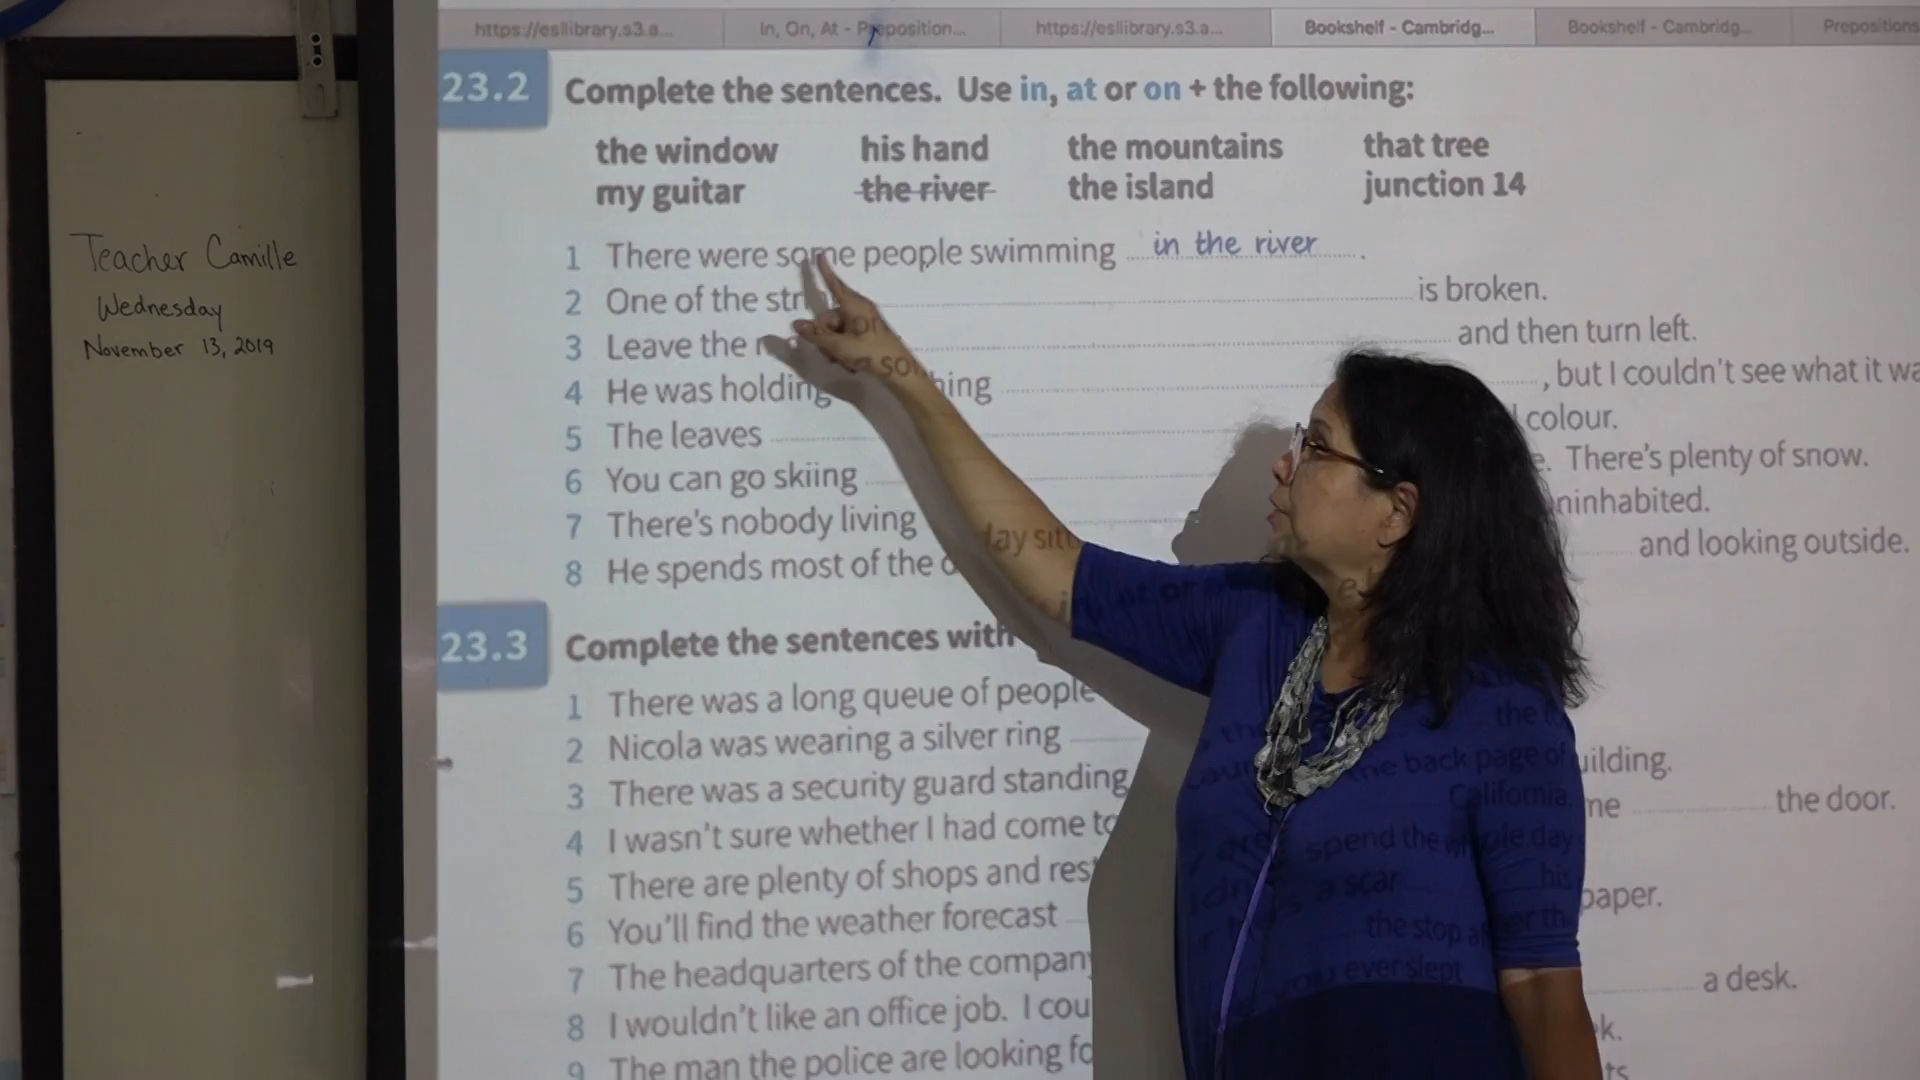 https://esllibrary.s3.a...
In, On, At - Preposition...
https://esllibrary.s3.a...
Bookshelf - Cambridg...
Bookshelf - Cambridg...
Prepositions
Teacher Camille
Wednesday
November 13, 2019
23.2 Complete the sentences. Use in, at or on + the following:
the window his hand the mountains that tree
my guitar the river the island junction 14
1 There were some people swimming in the river.
2 One of the is broken.
3 Leave the and then turn left.
4 He was holding , but I couldn't see what it
5 The leaves colour.
6 You can go skiing There's plenty of snow.
7 There's nobody living
8 He spends most of the and looking outside.
23.3 Complete the sentences with
1 There was a long queue of people
2 Nicola was wearing a silver ring
3 There was a security guard standing
4 I wasn't sure whether I had come to the door.
5 There are plenty of shops and
6 You'll find the weather forecast paper.
7 The headquarters of the company
8 I wouldn't like an office job. I a desk.
9 The man the police are looking